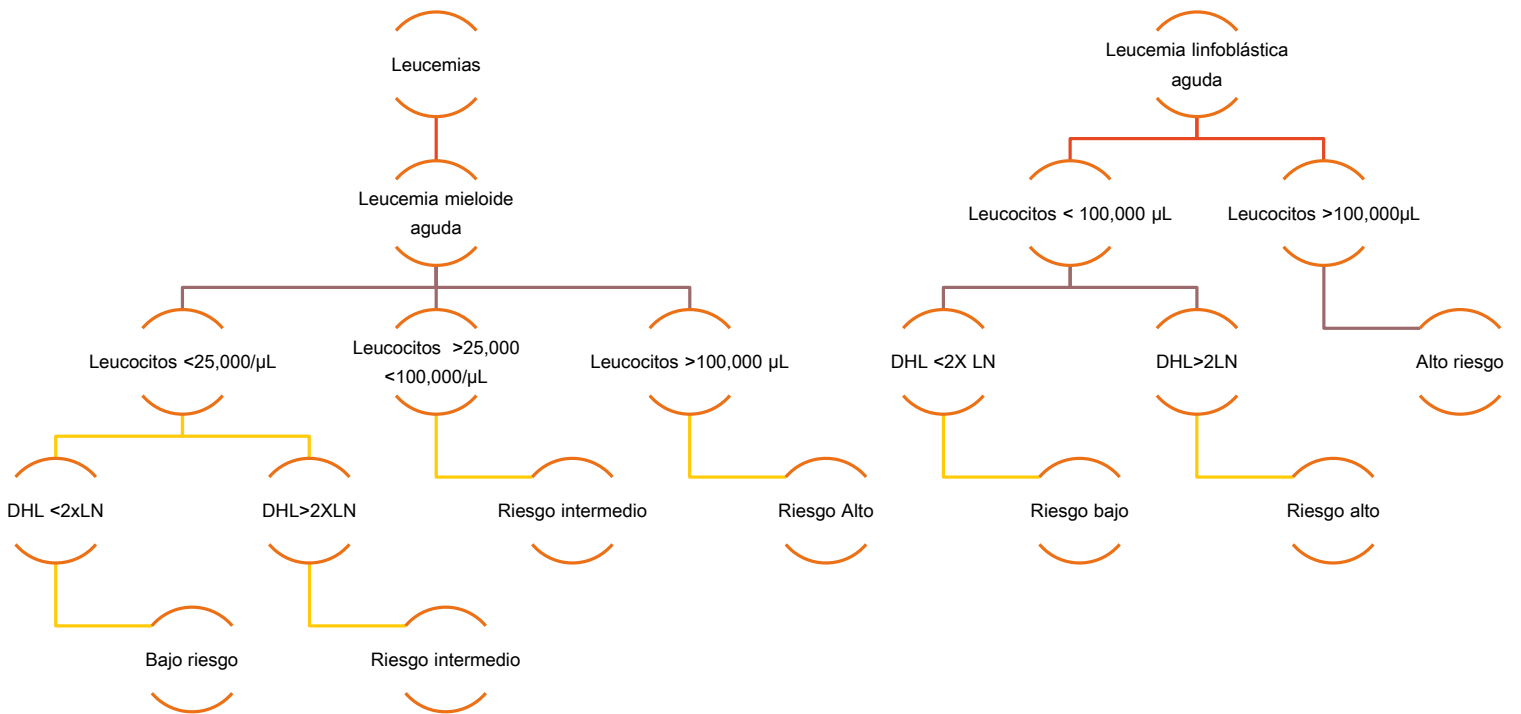 Leucemias
Leucemia mieloide
aguda
Leucocitos <25,000/µL
Leucocitos >25,000
<100,000/µL
Leucocitos >100,000 µL
DHL <2xLN
DHL>2XLN
Riesgo intermedio
Riesgo Alto
Bajo riesgo
Riesgo intermedio
Leucemia linfoblástica
aguda
Leucocitos < 100,000 µL
Leucocitos >100,000µL
DHL <2X LN
DHL>2LN
Alto riesgo
Riesgo bajo
Riesgo alto